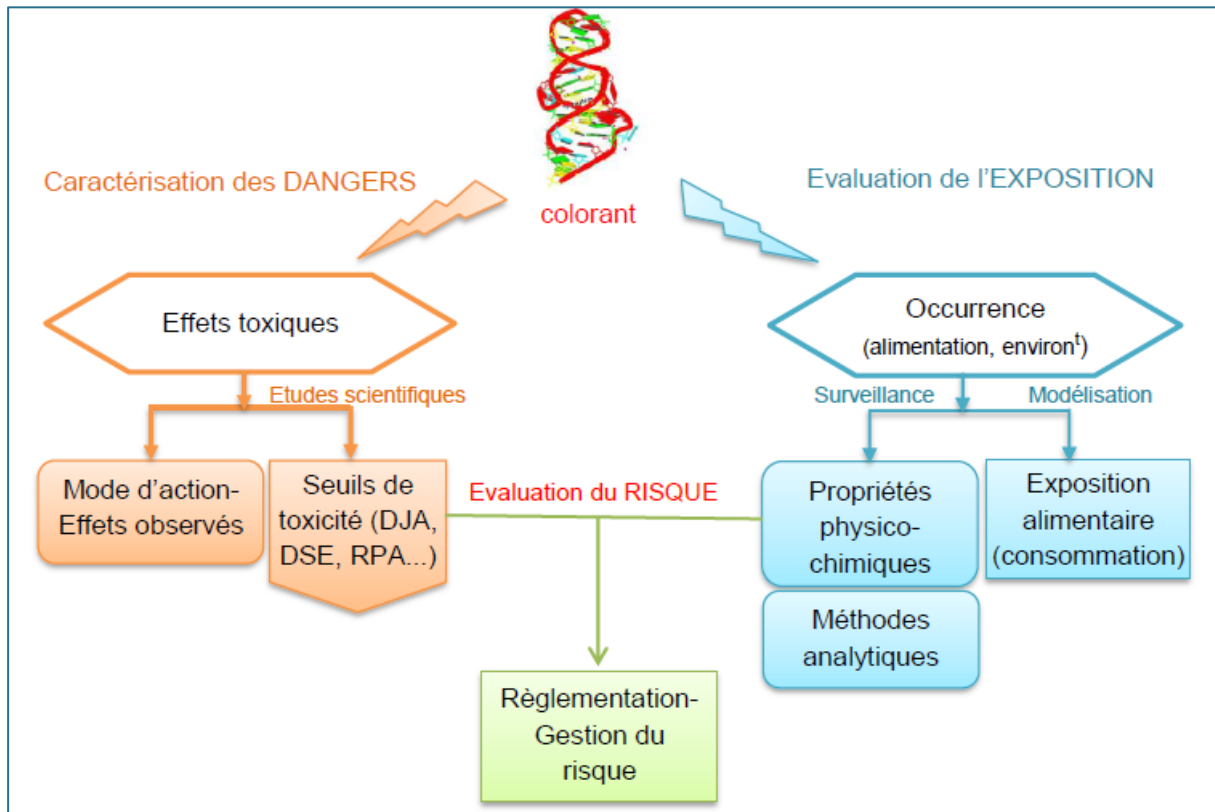 Caractérisation des DANGERS
Evaluation de l'EXPOSITION
colorant
Effets toxiques
Occurrence
(alimentation, environᵗ)
Etudes scientifiques
Surveillance
Modélisation
Mode d'action-
Effets observés
Seuils de
toxicité (DJA,
DSE, RPA...)
Evaluation du RISQUE
Propriétés
physico-
chimiques
Exposition
alimentaire
(consommation)
Méthodes
analytiques
Règlementation-
Gestion du
risque